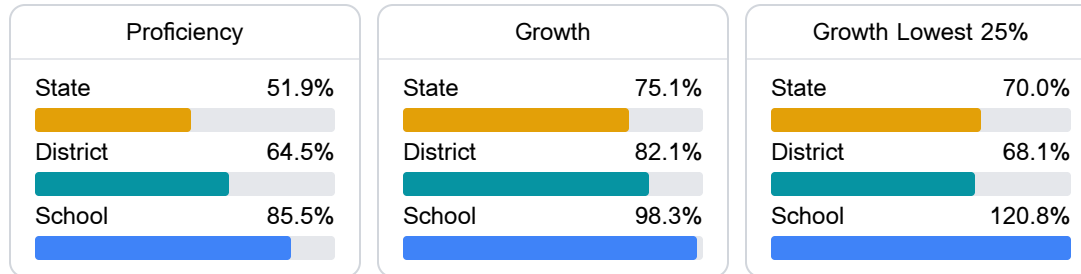 Proficiency
State 51.9%
District 64.5%
School 85.5%
Growth
State 75.1%
District 82.1%
School 98.3%
Growth Lowest 25%
State 70.0%
District 68.1%
School 120.8%